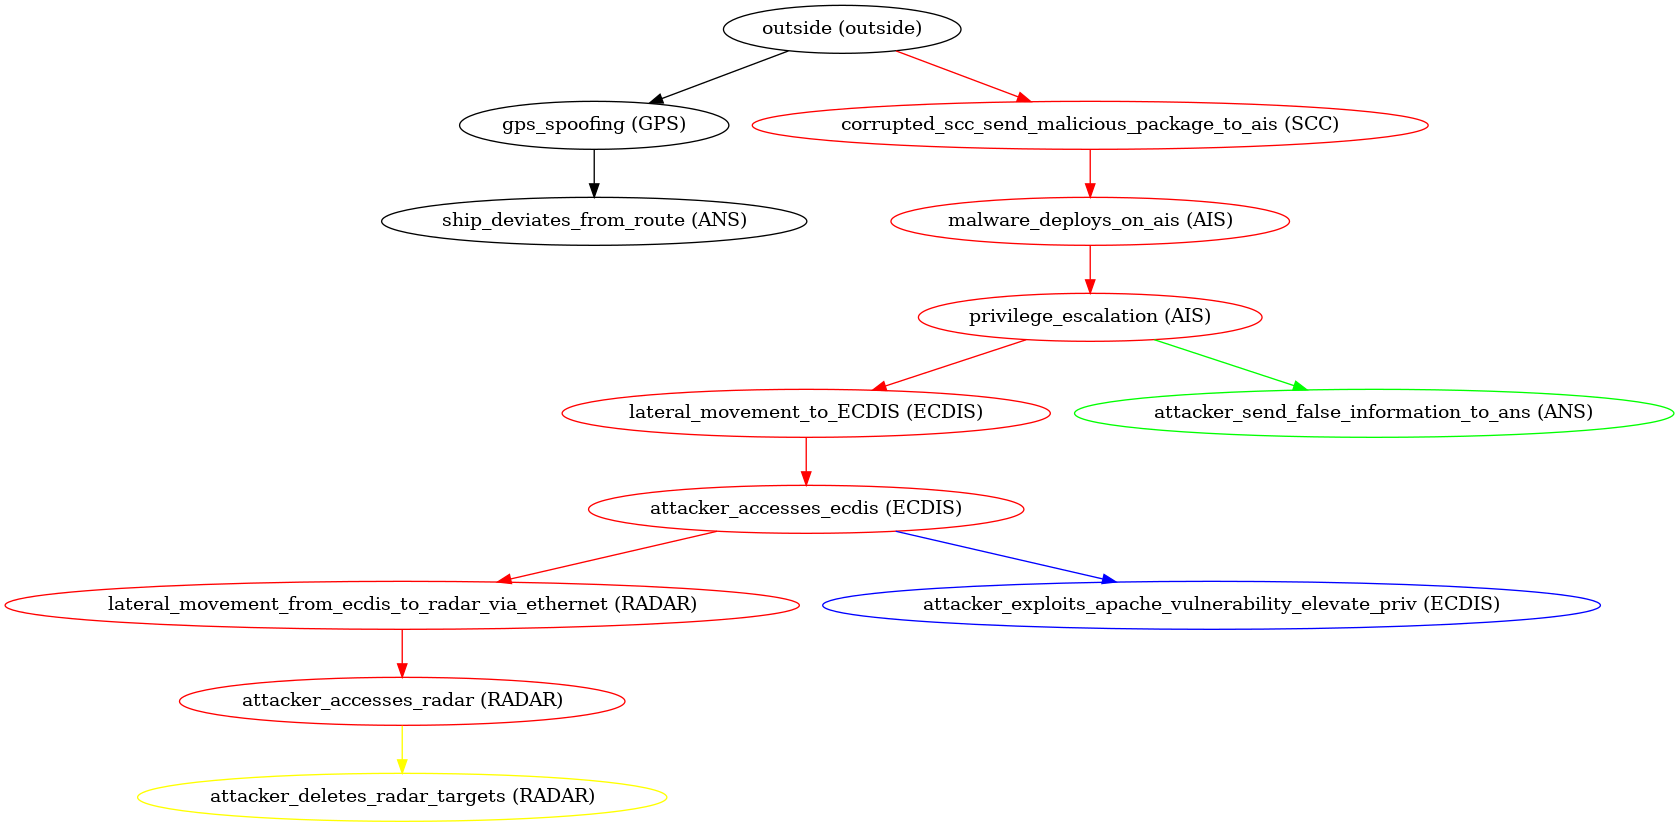 outside (outside)
gps_spoofing (GPS)
corrupted_scc_send_malicious_package_to_ais (SCC)
ship_deviates_from_route (ANS)
malware_deploys_on_ais (AIS)
privilege_escalation (AIS)
lateral_movement_to_ECDIS (ECDIS)
attacker_send_false_information_to_ans (ANS)
attacker_accesses_ecdis (ECDIS)
lateral_movement_from_ecdis_to_radar_via_ethernet (RADAR)
attacker_exploits_apache_vulnerability_elevate_priv (ECDIS)
attacker_accesses_radar (RADAR)
attacker_deletes_radar_targets (RADAR)